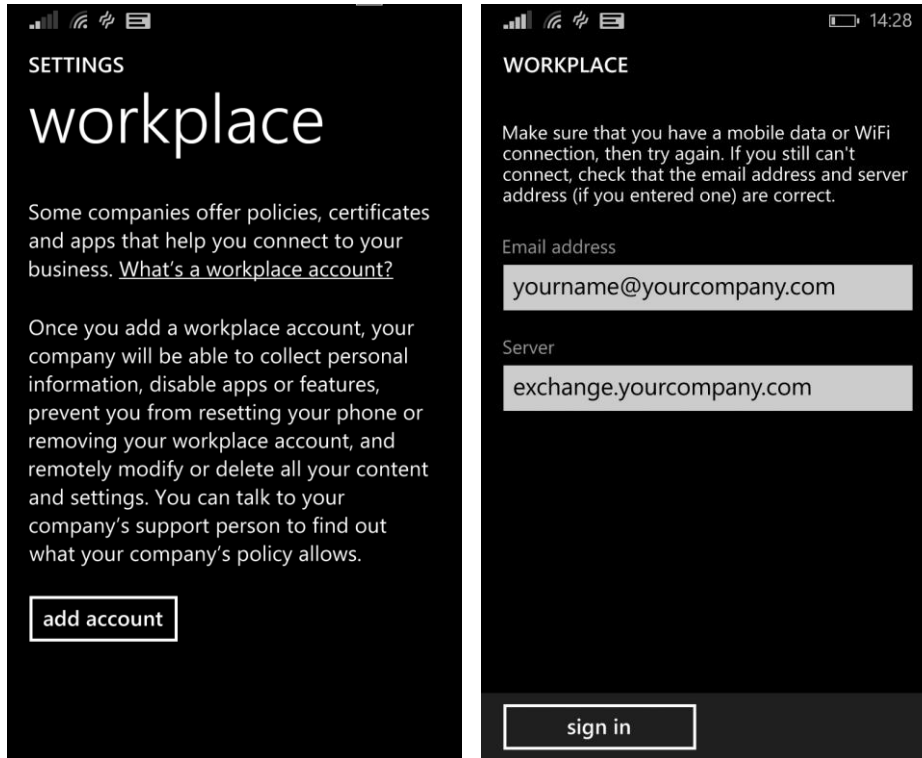 SETTINGS
workplace
Some companies offer policies, certificates
and apps that help you connect to your
business. What's a workplace account?
Once you add a workplace account, your
company will be able to collect personal
information, disable apps or features,
prevent you from resetting your phone or
removing your workplace account, and
remotely modify or delete all your content
and settings. You can talk to your
company's support person to find out
what your company's policy allows.
add account
14:28
WORKPLACE
Make sure that you have a mobile data or WiFi
connection, then try again. If you still can't
connect, check that the email address and server
address (if you entered one) are correct.
Email address
yourname@yourcompany.com
Server
exchange.yourcompany.com
sign in